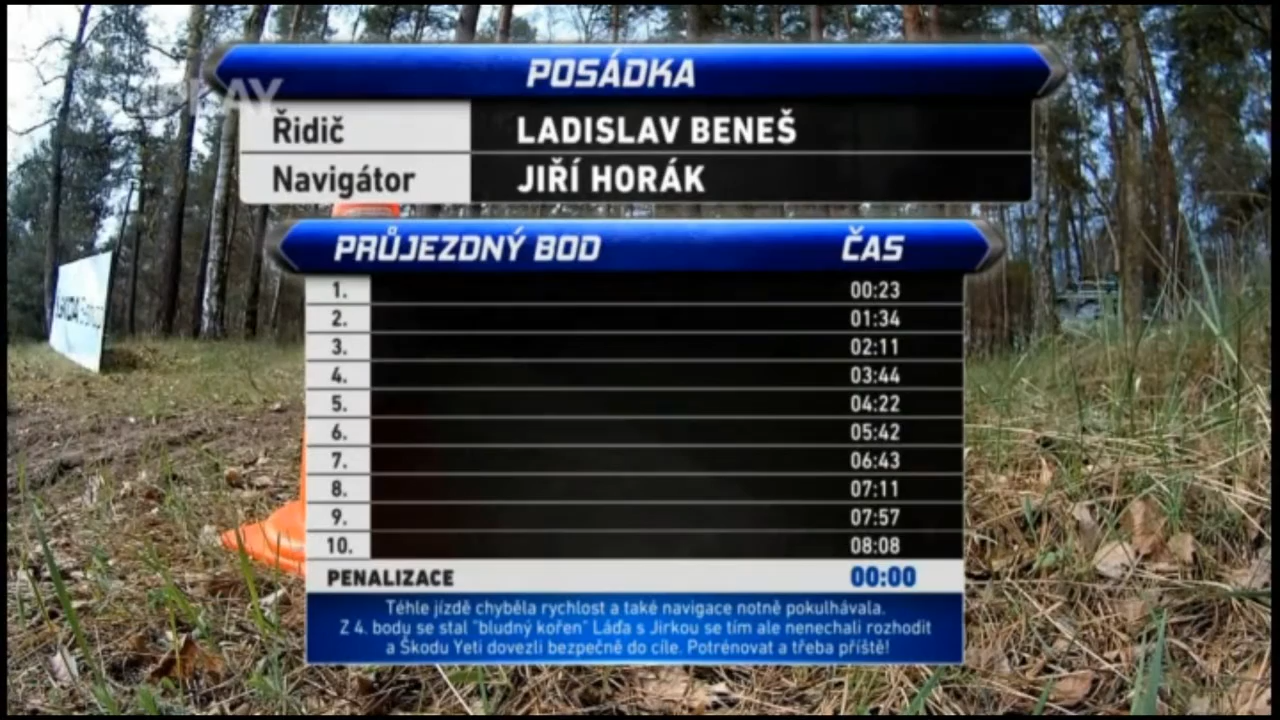 POSÁDKA
PLAY
Řidič LADISLAV BENEŠ
Navigátor JIŘÍ HORÁK
PRŮJEZDNÝ BOD ČAS
1. 00:23
2. 01:34
3. 02:11
4. 03:44
5. 04:22
6. 05:42
7. 06:43
8. 07:11
9. 07:57
10. 08:08
PENALIZACE 00:00
Téhle jízdě chyběla rychlost a také navigace notně pokulhávala.
Z 4. bodu se stal "bludný kořen" Láďa s Jirkou se tím ale nenechali rozhodit
a Škodu Yeti dovezli bezpečně do cíle. Potrénovat a třeba příště!